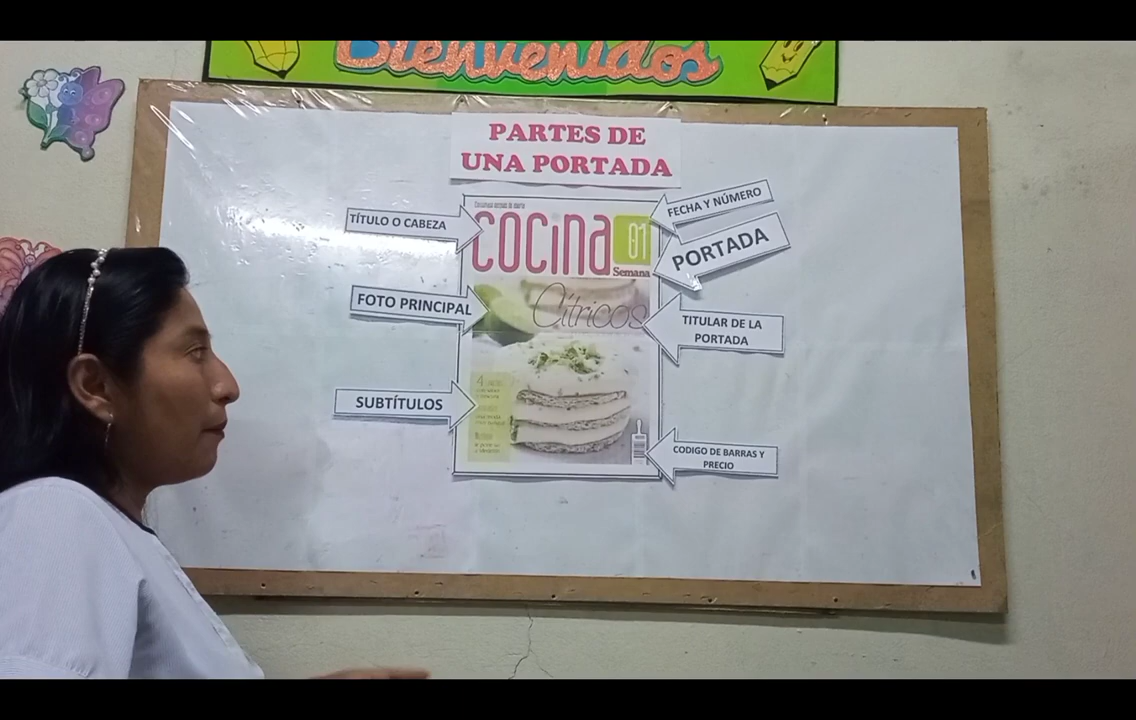 Bienvenidos
PARTES DE
UNA PORTADA
TÍTULO O CABEZA
FOTO PRINCIPAL
SUBTÍTULOS
cocina
01
Semana
Cítricos
4
FECHA Y NÚMERO
PORTADA
TITULAR DE LA
PORTADA
CODIGO DE BARRAS Y
PRECIO